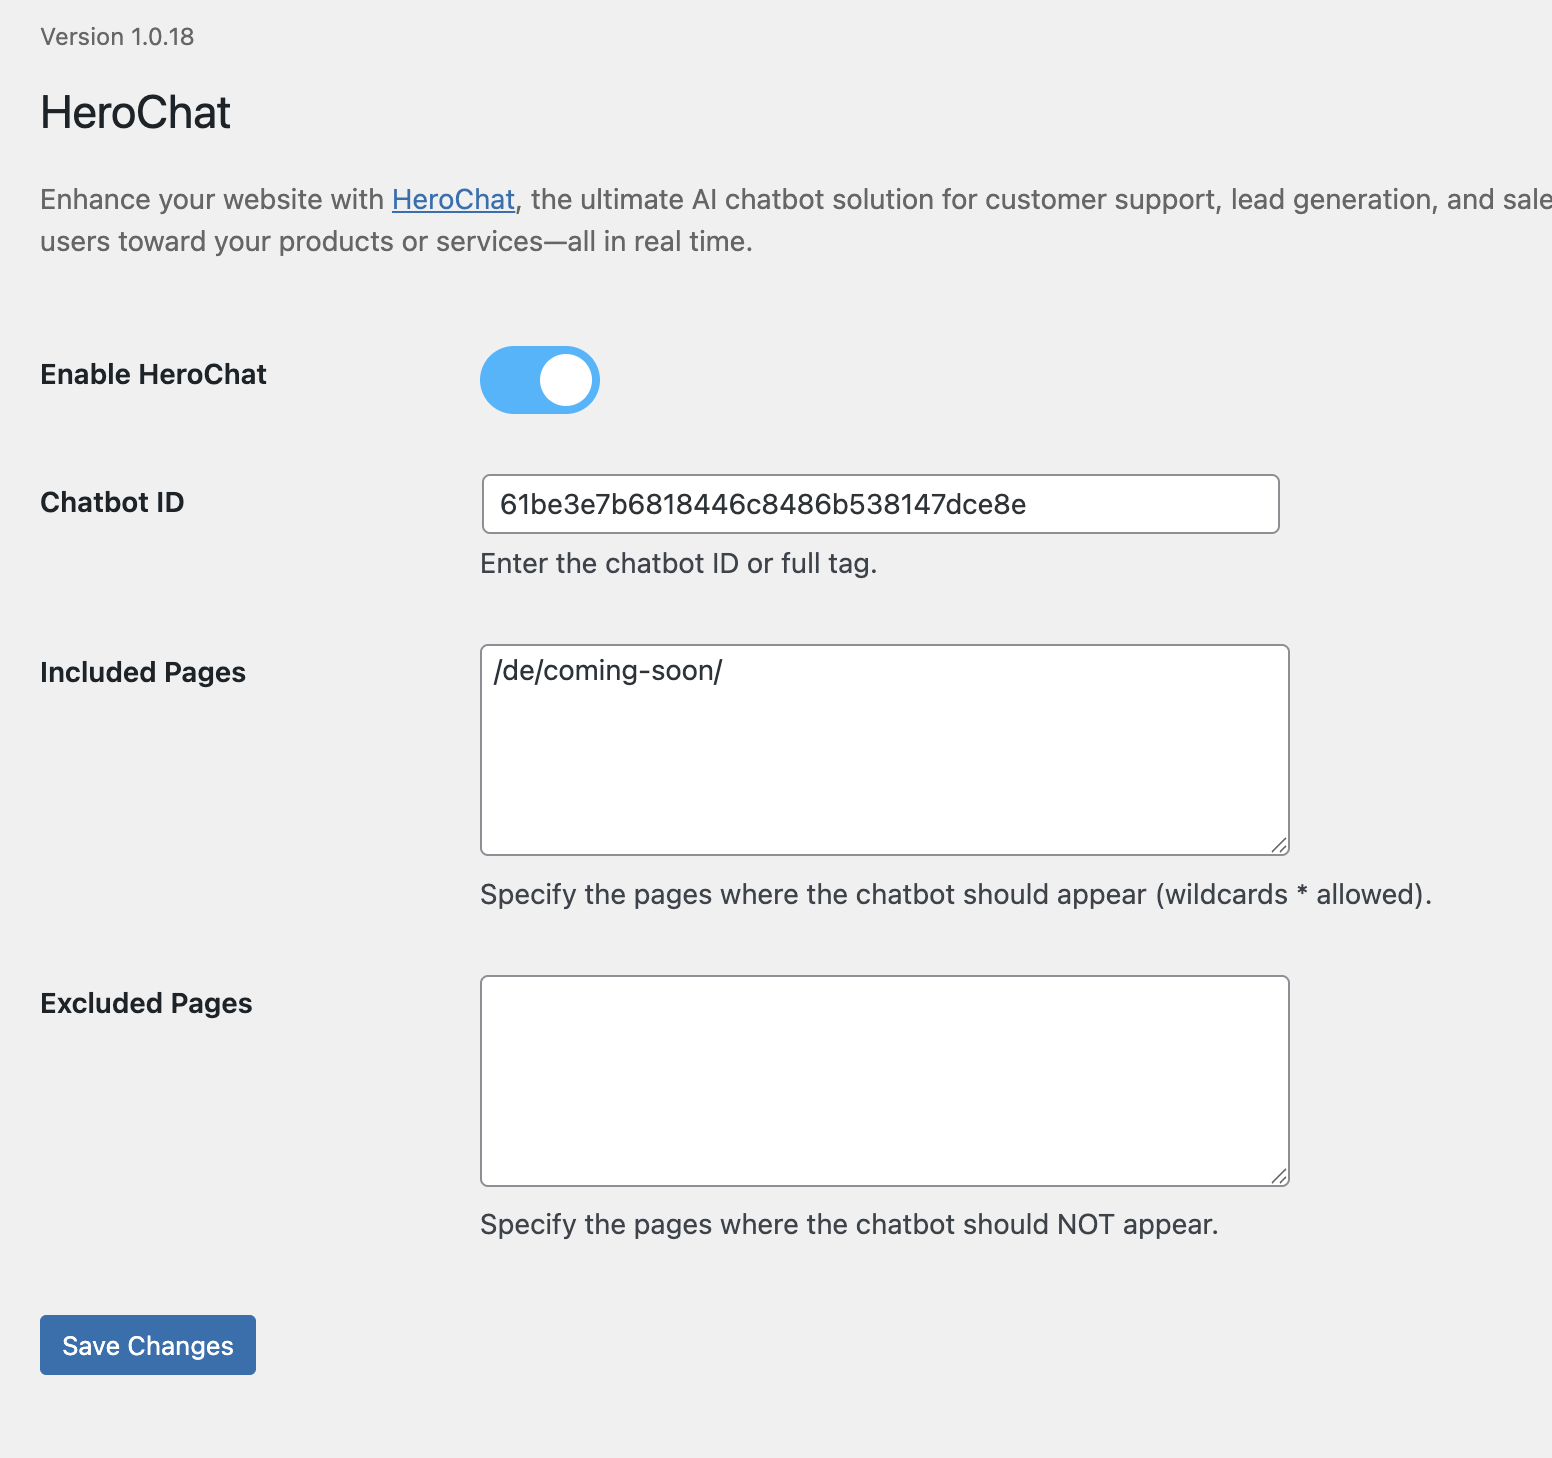 Version 1.0.18
HeroChat
Enhance your website with HeroChat, the ultimate AI chatbot solution for customer support, lead generation, and sale
users toward your products or services—all in real time.
Enable HeroChat
Chatbot ID
61be3e7b6818446c8486b538147dce8e
Enter the chatbot ID or full tag.
Included Pages
/de/coming-soon/
Specify the pages where the chatbot should appear (wildcards * allowed).
Excluded Pages
Specify the pages where the chatbot should NOT appear.
Save Changes